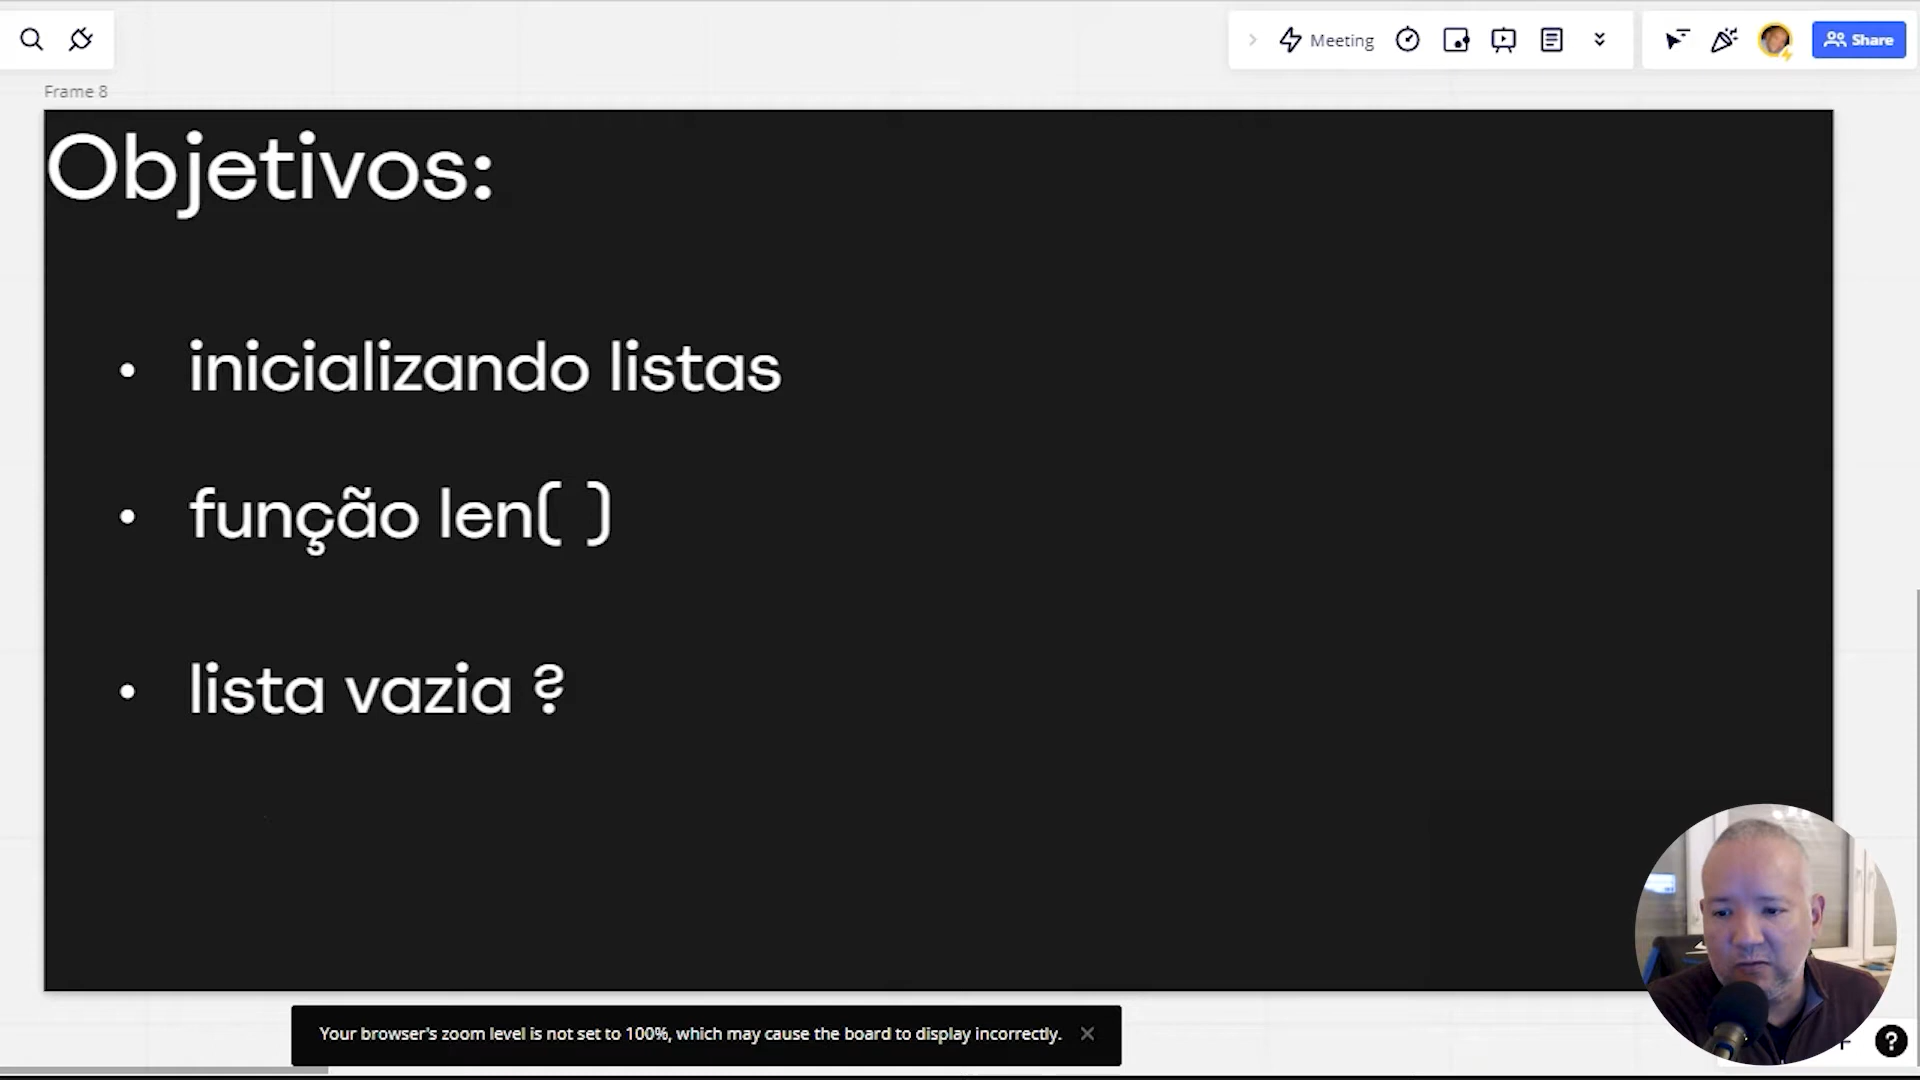 Meeting
Share
Frame 8
Objetivos:
• inicializando listas
• função len( )
• lista vazia ?
Your browser's zoom level is not set to 100%, which may cause the board to display incorrectly.
?